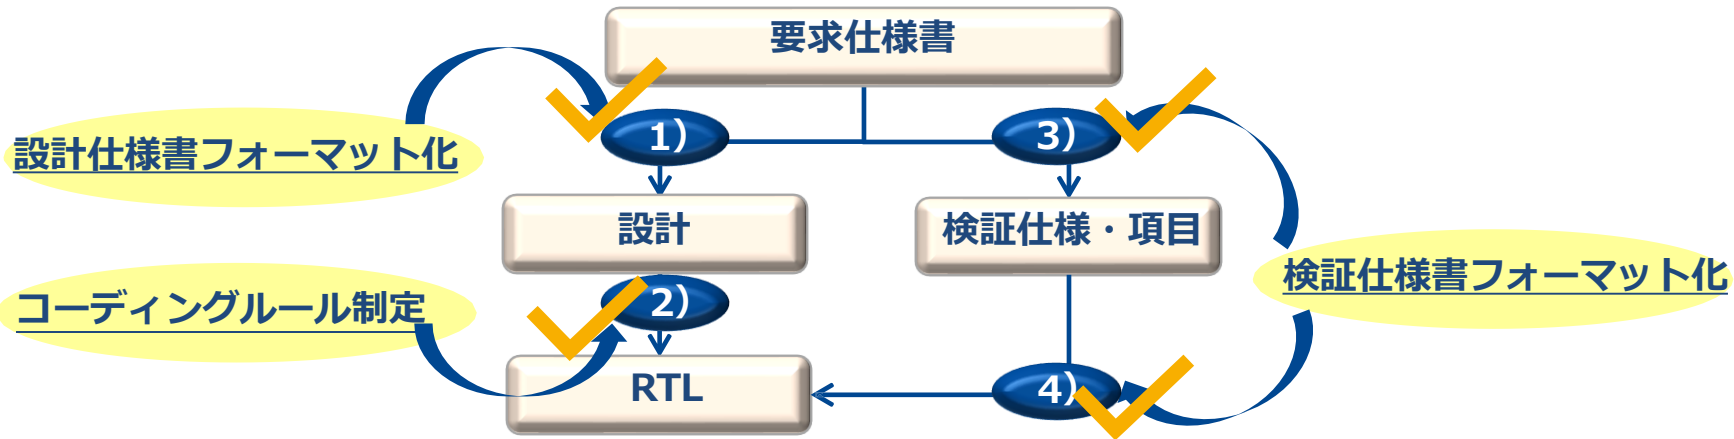 要求仕様書
1)
3)
設計仕様書フォーマット化
設計
検証仕様・項目
検証仕様書フォーマット化
コーディングルール制定
2)
RTL
4)